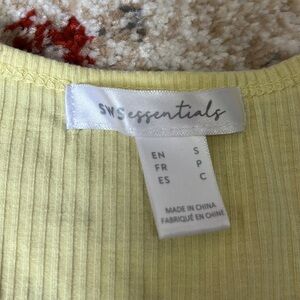 SWS essentials
EN S
FR P
ES C
MADE IN CHINA
FABRIQUÉ EN CHINE